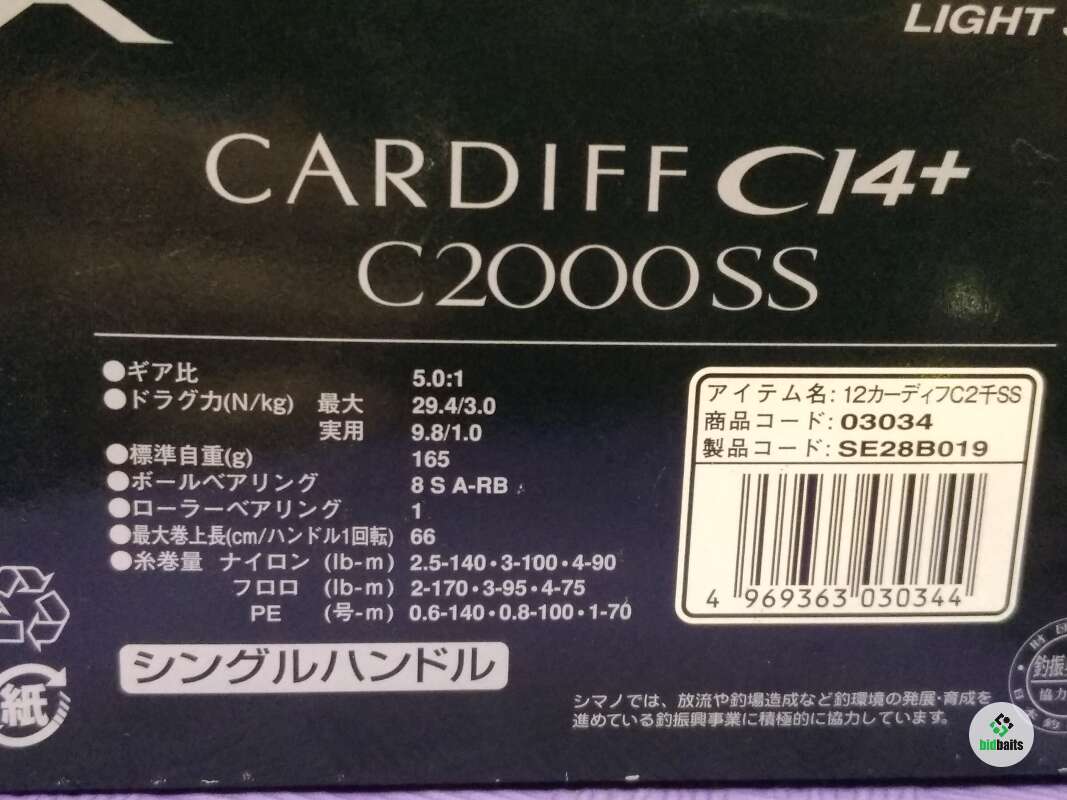 LIGHT
CARDIFF CI4+
C2000SS
●ギア比 5.0:1
●ドラグ力(N/kg) 最大 29.4/3.0
実用 9.8/1.0
●標準自重(g) 165
●ボールベアリング 8 S A-RB
●ローラーベアリング 1
●最大巻上長(cm/ハンドル1回転) 66
●糸巻量 ナイロン (lb-m) 2.5-140・3-100・4-90
フロロ (lb-m) 2-170・3-95・4-75
PE (号-m) 0.6-140・0.8-100・1-70
シングルハンドル
アイテム名: 12カーディフC2千SS
商品コード: 03034
製品コード: SE28B019
4 969363 030344
シマノでは、放流や釣場造成など釣環境の発展・育成を
進めている釣振興事業に積極的に協力しています。
紙
釣振
協力
bidbaits